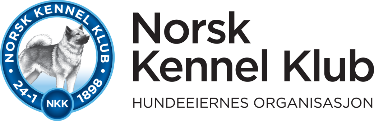 NORSK KENNEL KLUB
24-1 NKK 1898
Norsk
Kennel Klub
HUNDEEIERNES ORGANISASJON